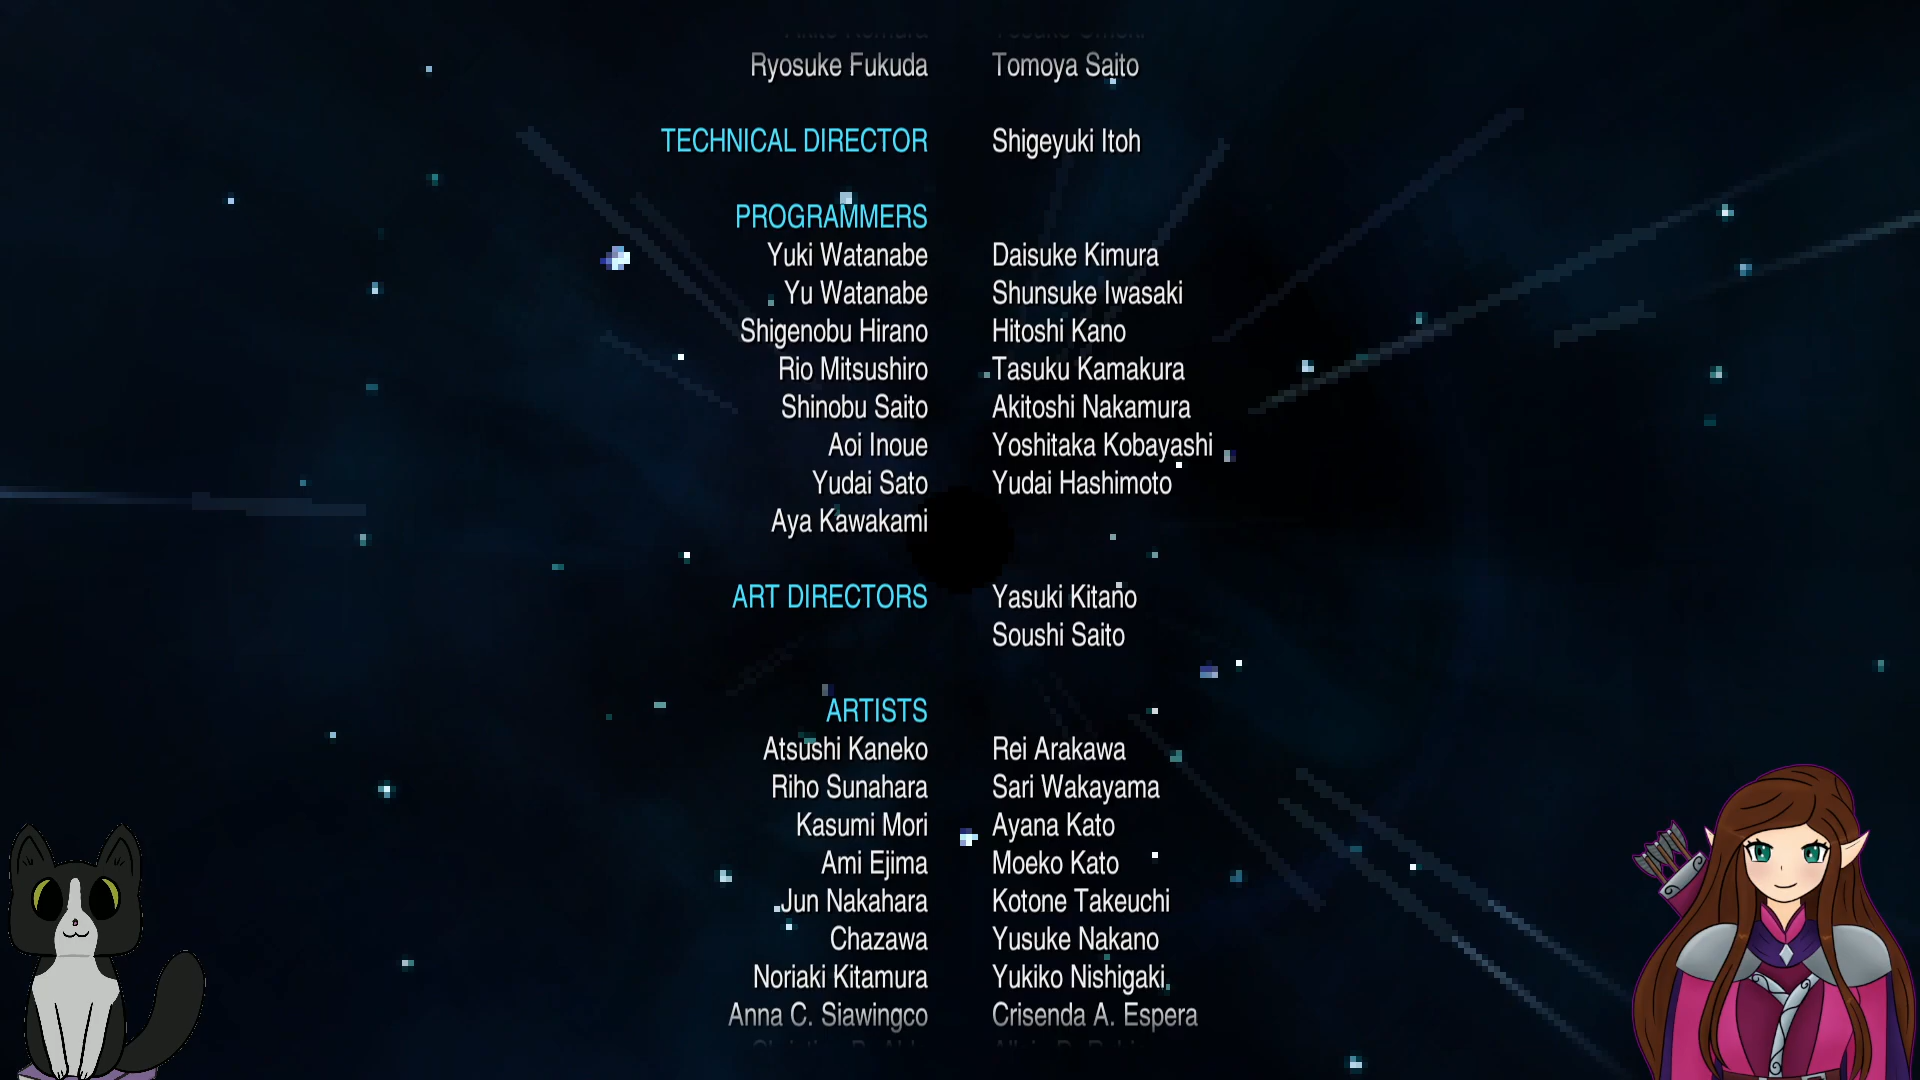 Ryosuke Fukuda Tomoya Saito
TECHNICAL DIRECTOR Shigeyuki Itoh
PROGRAMMERS
Yuki Watanabe Daisuke Kimura
Yu Watanabe Shunsuke Iwasaki
Shigenobu Hirano Hitoshi Kano
Rio Mitsushiro Tasuku Kamakura
Shinobu Saito Akitoshi Nakamura
Aoi Inoue Yoshitaka Kobayashi
Yudai Sato Yudai Hashimoto
Aya Kawakami
ART DIRECTORS Yasuki Kitano
Soushi Saito
ARTISTS
Atsushi Kaneko Rei Arakawa
Riho Sunahara Sari Wakayama
Kasumi Mori Ayana Kato
Ami Ejima Moeko Kato
Jun Nakahara Kotone Takeuchi
Chazawa Yusuke Nakano
Noriaki Kitamura Yukiko Nishigaki
Anna C. Siawingco Crisenda A. Espera